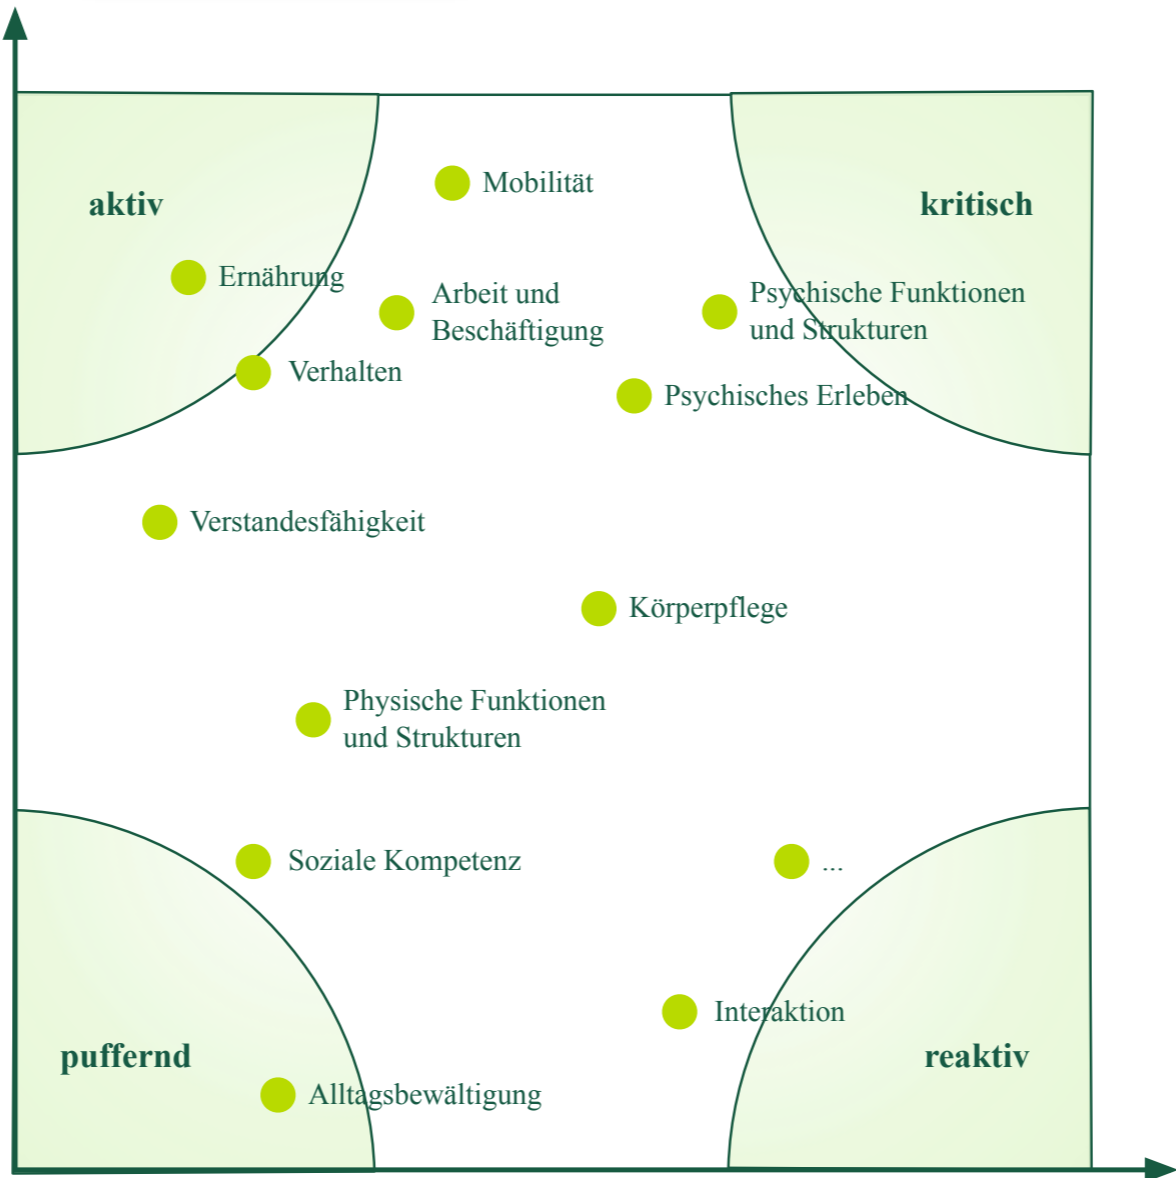 Mobilität
aktiv
kritisch
Ernährung
Arbeit und
Beschäftigung
Psychische Funktionen
und Strukturen
Verhalten
Psychisches Erleben
Verstandesfähigkeit
Körperpflege
Physische Funktionen
und Strukturen
Soziale Kompetenz
...
Interaktion
puffernd
reaktiv
Alltagsbewältigung